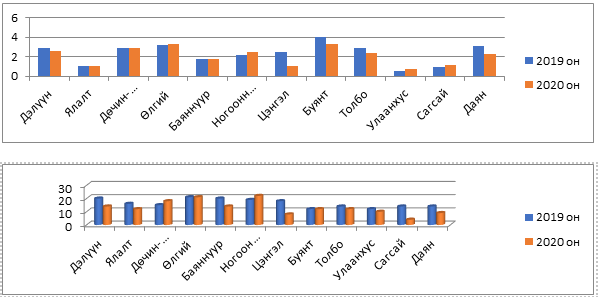 6
4
2
0
Дэлүүн
Ялалт
Дөчин-...
Өлгий
Баяннуур
Ногоонн...
Цэнгэл
Буянт
Толбо
Улаанхус
Сагсай
Даян
2019 он
2020 он
30
20
10
0
Дэлүүн
Ялалт
Дөчин-...
Өлгий
Баяннуур
Ногоон...
Цэнгэл
Буянт
Толбо
Улаанхус
Сагсай
Даян
2019 он
2020 он